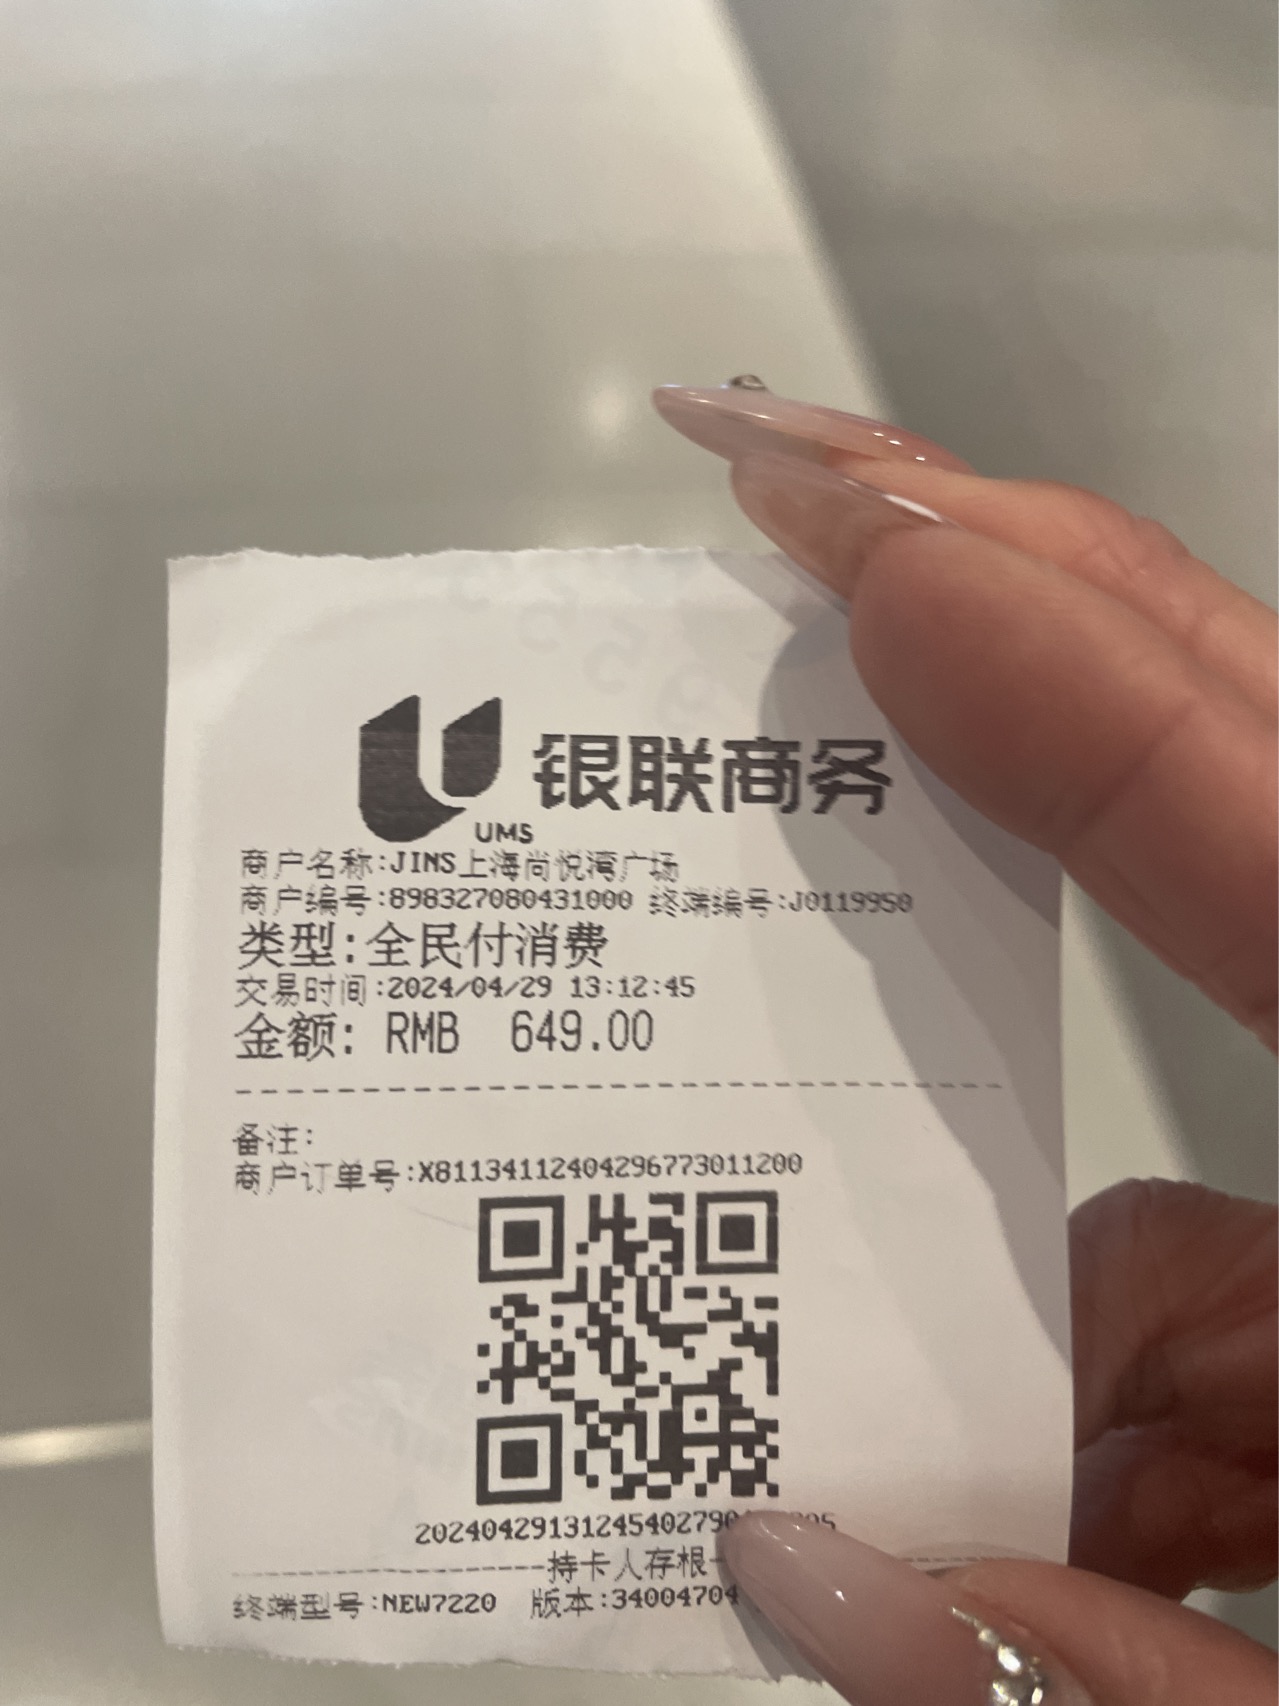 银联商务
UMS
商户名称:JINS上海尚悦湾广场
商户编号:898327080431000 终端编号:J0119950
类型:全民付消费
交易时间:2024/04/29 13:12:45
金额: RMB 649.00
备注:
商户订单号:X81134112404296773011200
持卡人存根
终端型号:NEW7220 版本:34004704